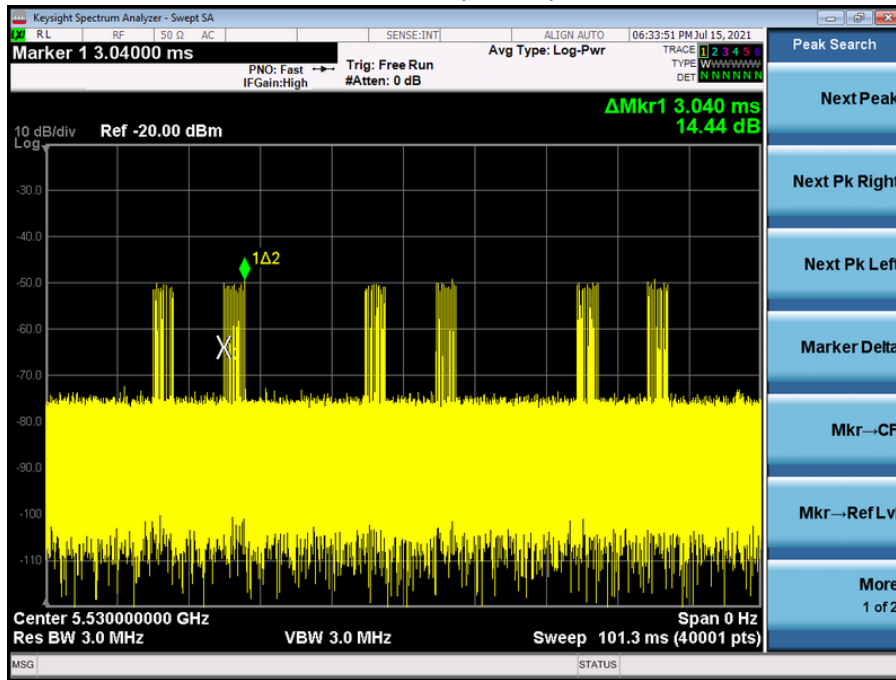 Keysight Spectrum Analyzer - Swept SA
LXI RL RF 50 Ω AC SENSE:INT ALIGN AUTO 06:33:51 PM Jul 15, 2021
Marker 1 3.04000 ms
PNO: Fast
IFGain:High
Trig: Free Run
#Atten: 0 dB
Avg Type: Log-Pwr
TRACE 1 2 3 4 5 6
TYPE WWWWWW
DET N N N N N N
Peak Search
Next Peak
Next Pk Right
Next Pk Left
Marker Delta
Mkr→CF
Mkr→Ref Lvl
More
1 of 2
ΔMkr1 3.040 ms
14.44 dB
10 dB/div Ref -20.00 dBm
Log
-30.0
-40.0
1Δ2
-50.0
-60.0
X
-70.0
-80.0
-90.0
-100
-110
Center 5.530000000 GHz Span 0 Hz
Res BW 3.0 MHz VBW 3.0 MHz Sweep 101.3 ms (40001 pts)
MSG STATUS